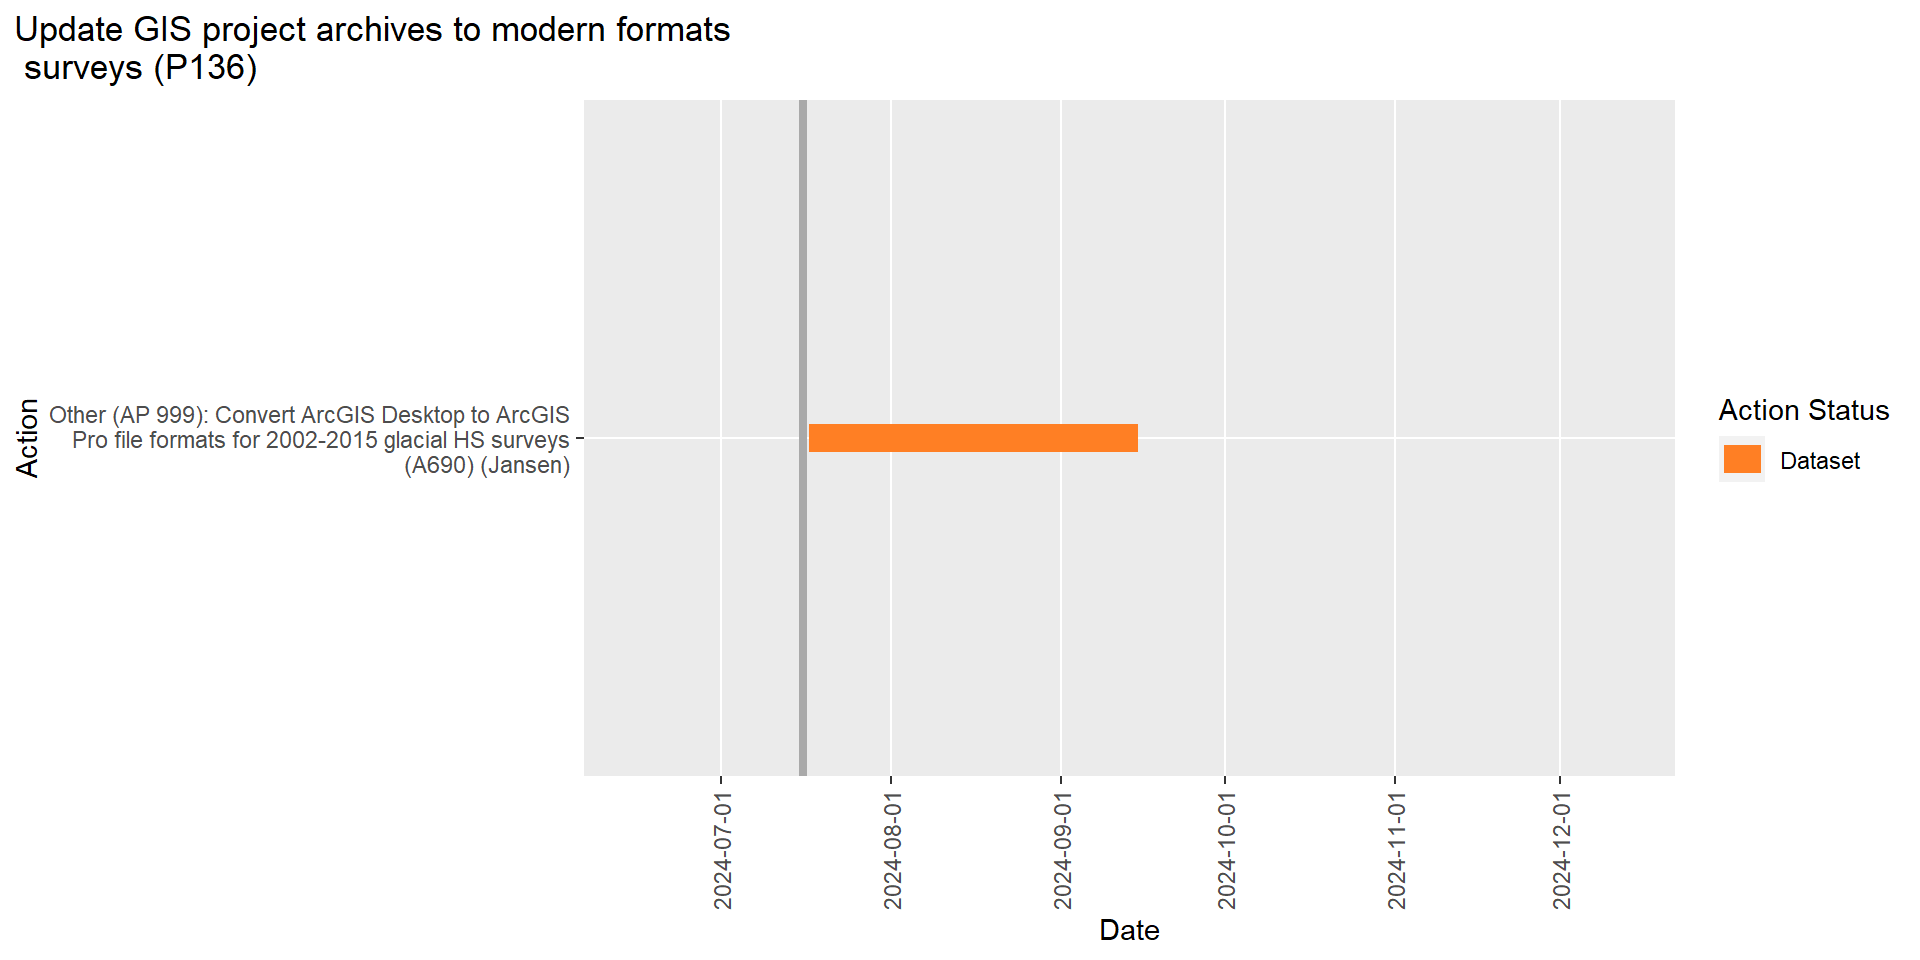 Update GIS project archives to modern formats
surveys (P136)
Action
Other (AP 999): Convert ArcGIS Desktop to ArcGIS
Pro file formats for 2002-2015 glacial HS surveys
(A690) (Jansen)
Action Status
Dataset
2024-07-01
2024-08-01
2024-09-01
2024-10-01
2024-11-01
2024-12-01
Date